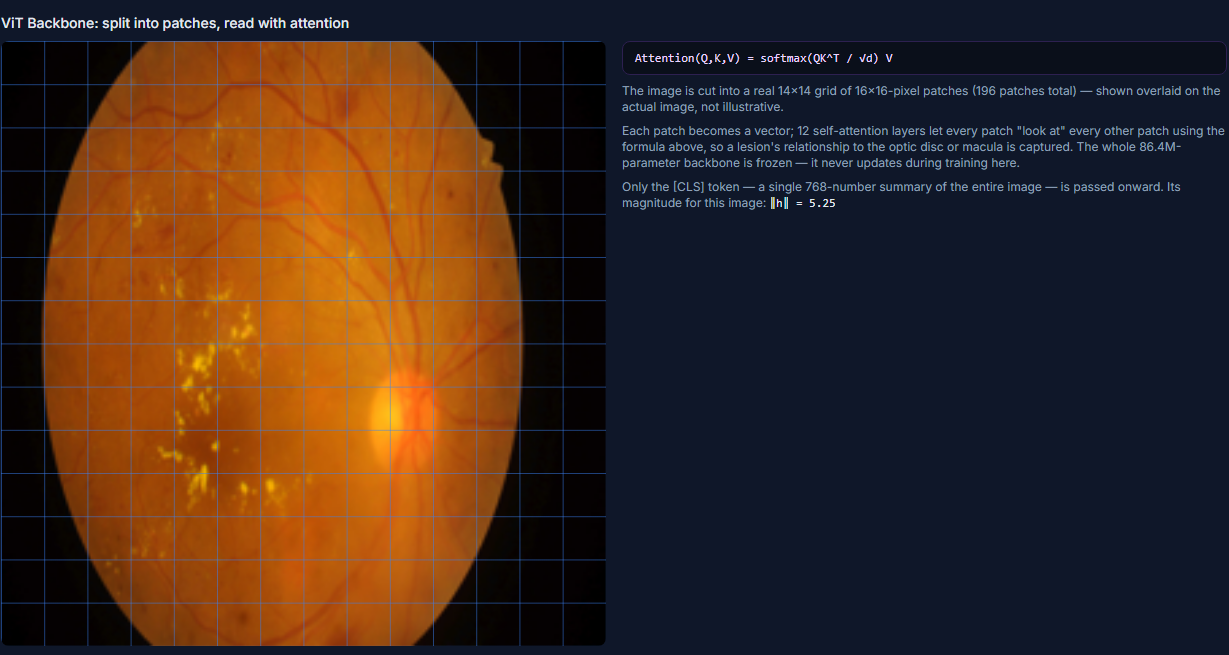 ViT Backbone: split into patches, read with attention
Attention(Q,K,V) = softmax(QK^T / √d) V
The image is cut into a real 14×14 grid of 16×16-pixel patches (196 patches total) — shown overlaid on the
actual image, not illustrative.
Each patch becomes a vector; 12 self-attention layers let every patch "look at" every other patch using the
formula above, so a lesion's relationship to the optic disc or macula is captured. The whole 86.4M-
parameter backbone is frozen — it never updates during training here.
Only the [CLS] token — a single 768-number summary of the entire image — is passed onward. Its
magnitude for this image: ‖h‖ = 5.25